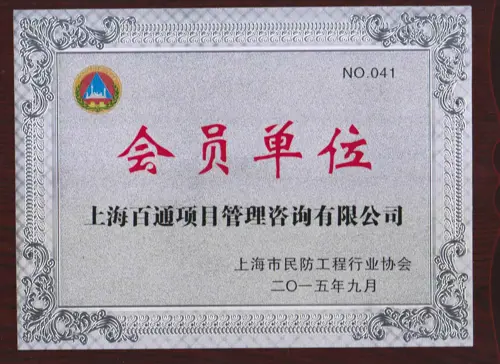 NO.041
会员单位
上海百通项目管理咨询有限公司
上海市民防工程行业协会
二〇一五年九月